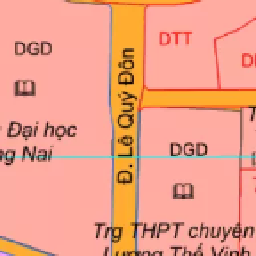 DGD
DTT
Đ. Lê Quý Đôn
Đại học
Nai
DGD
Trg THPT chuyên
Lương Thế Vinh